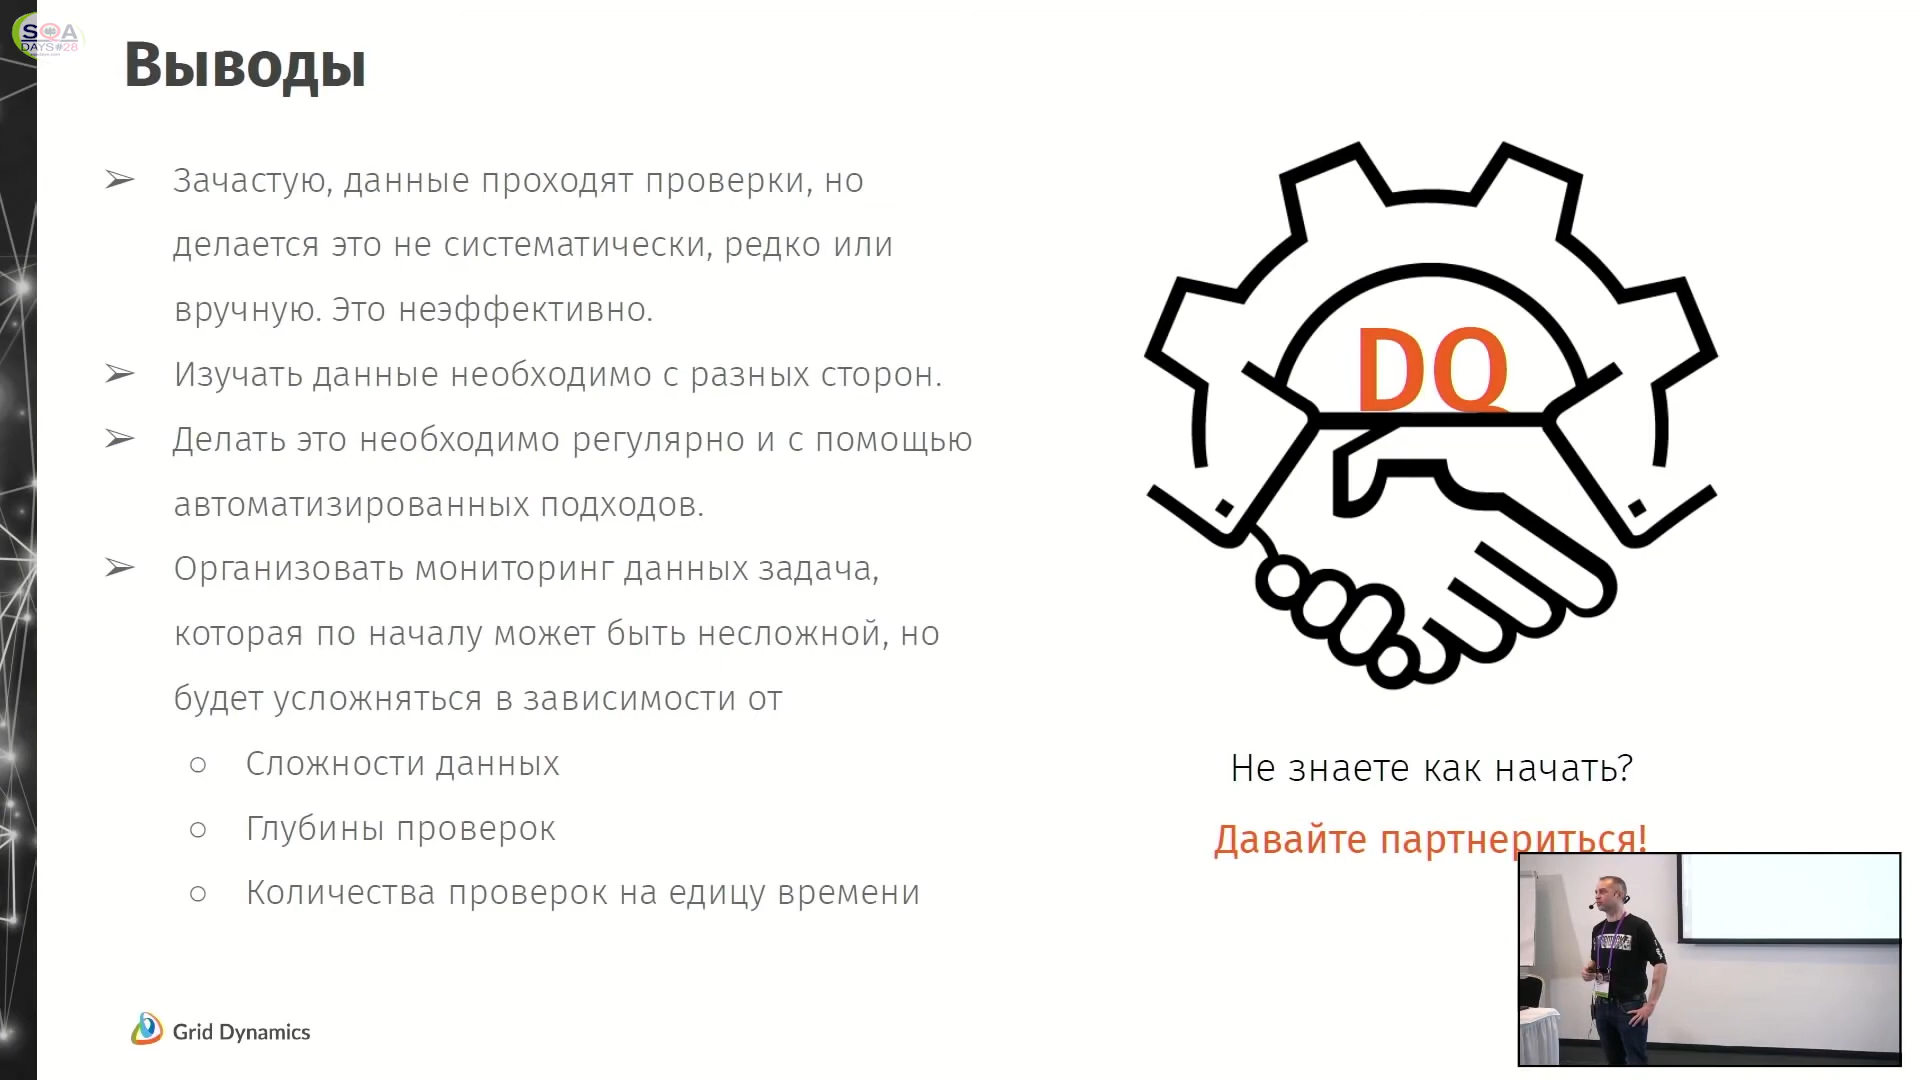 SQA
DAYS#28
Выводы
➢ Зачастую, данные проходят проверки, но
делается это не систематически, редко или
вручную. Это неэффективно.
➢ Изучать данные необходимо с разных сторон.
➢ Делать это необходимо регулярно и с помощью
автоматизированных подходов.
➢ Организовать мониторинг данных задача,
которая по началу может быть несложной, но
будет усложняться в зависимости от
○ Сложности данных
○ Глубины проверок
○ Количества проверок на едицу времени
DQ
Не знаете как начать?
Давайте партнериться!
Grid Dynamics